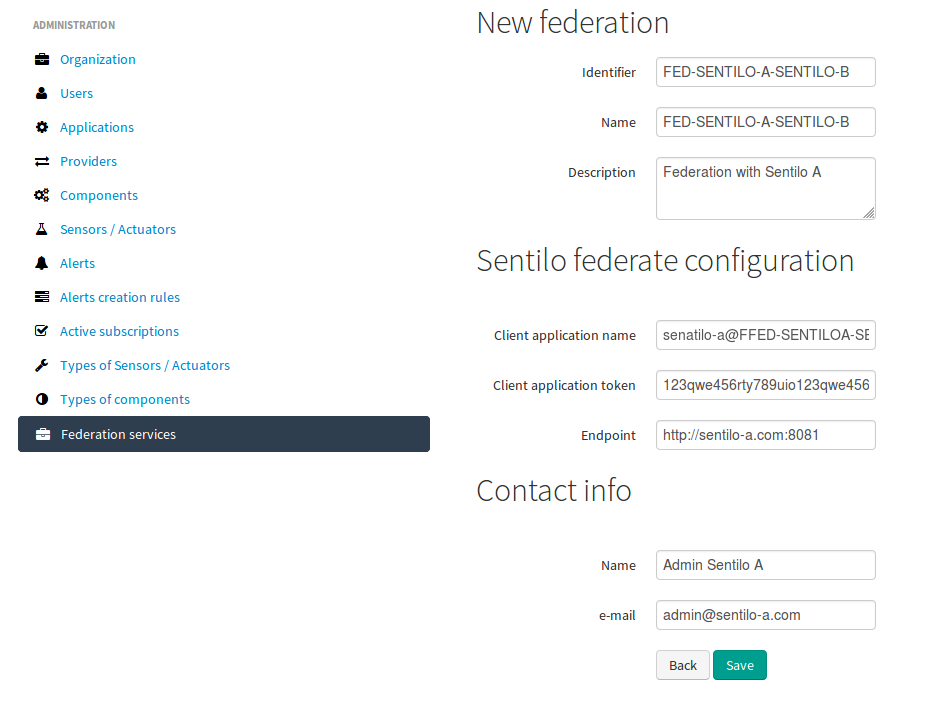 ADMINISTRATION
Organization
Users
Applications
Providers
Components
Sensors / Actuators
Alerts
Alerts creation rules
Active subscriptions
Types of Sensors / Actuators
Types of components
Federation services
New federation
Identifier FED-SENTILO-A-SENTILO-B
Name FED-SENTILO-A-SENTILO-B
Description Federation with Sentilo A
Sentilo federate configuration
Client application name senatilo-a@FFED-SENTILOA-SE
Client application token 123qwe456rty789uio123qwe456
Endpoint http://sentilo-a.com:8081
Contact info
Name Admin Sentilo A
e-mail admin@sentilo-a.com
Back Save